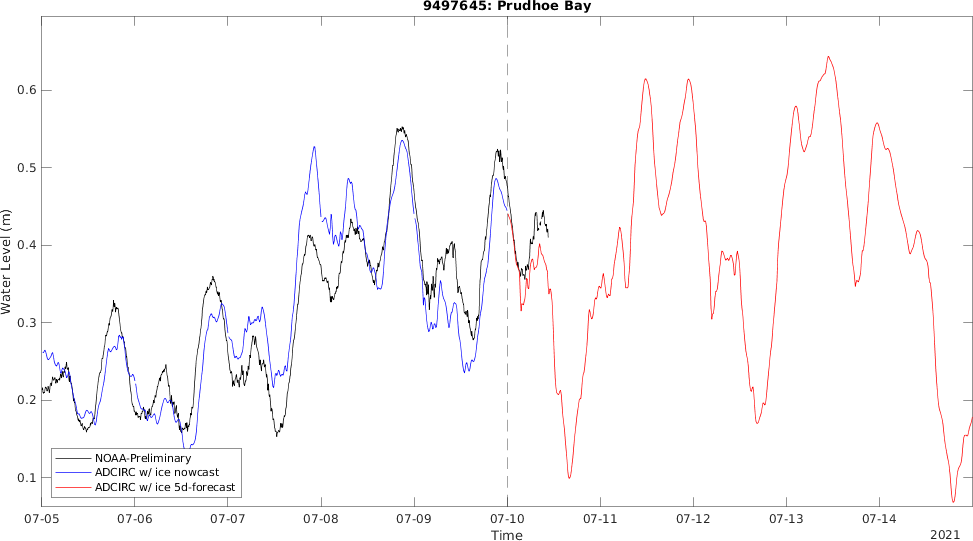 9497645: Prudhoe Bay
0.6
0.5
0.4
0.3
0.2
0.1
Water Level (m)
NOAA-Preliminary
ADCIRC w/ ice nowcast
ADCIRC w/ ice 5d-forecast
07-05 07-06 07-07 07-08 07-09 07-10 07-11 07-12 07-13 07-14
Time
2021